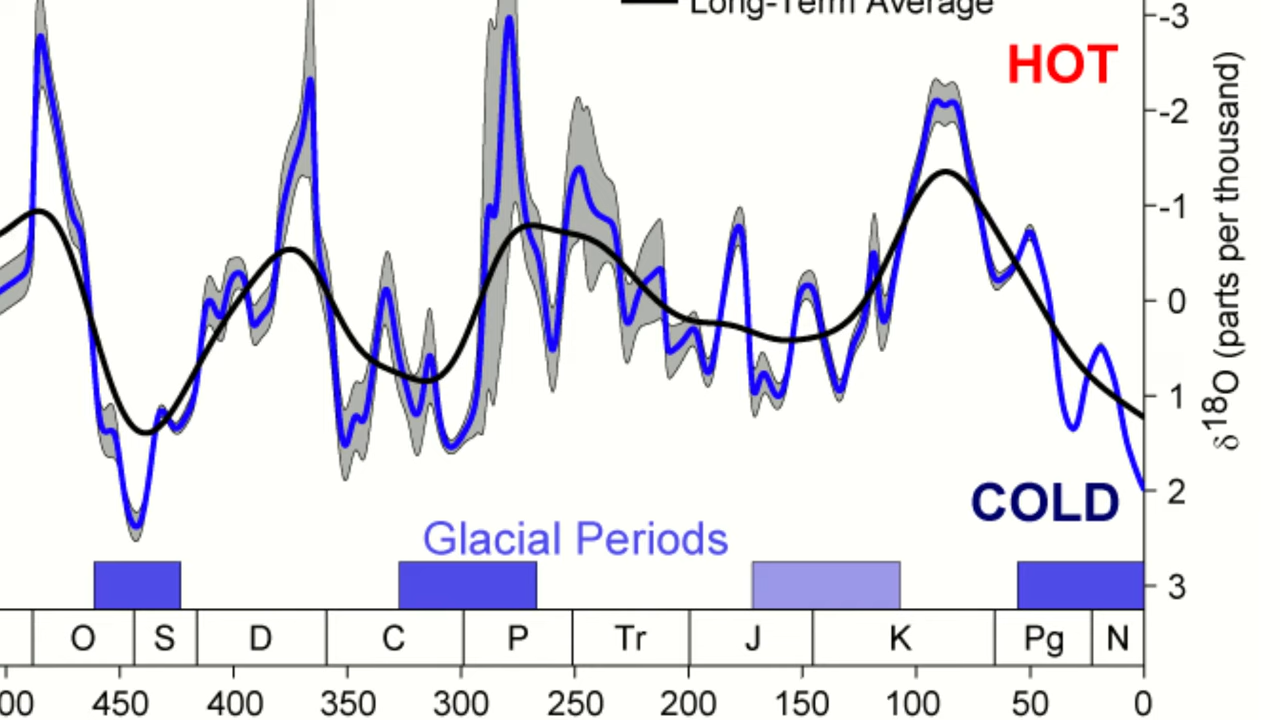 Long-Term Average
-3
HOT
-2
-1
0
1
2
3
δ18O (parts per thousand)
COLD
Glacial Periods
O S D C P Tr J K Pg N
00 450 400 350 300 250 200 150 100 50 0